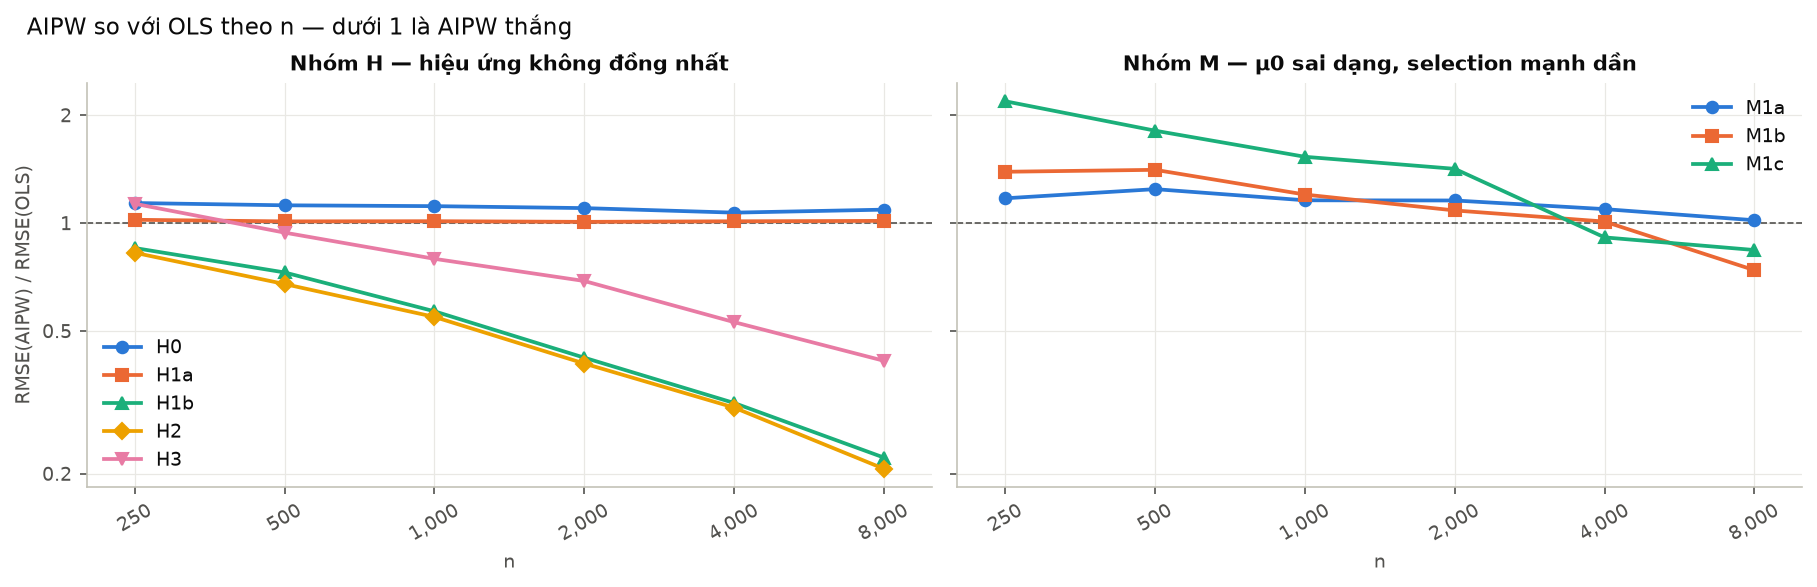 AIPW so với OLS theo n — dưới 1 là AIPW thắng
Nhóm H — hiệu ứng không đồng nhất
RMSE(AIPW) / RMSE(OLS)
2
1
0.5
0.2
H0
H1a
H1b
H2
H3
250
500
1,000
2,000
4,000
8,000
n
Nhóm M — μ0 sai dạng, selection mạnh dần
M1a
M1b
M1c
250
500
1,000
2,000
4,000
8,000
n